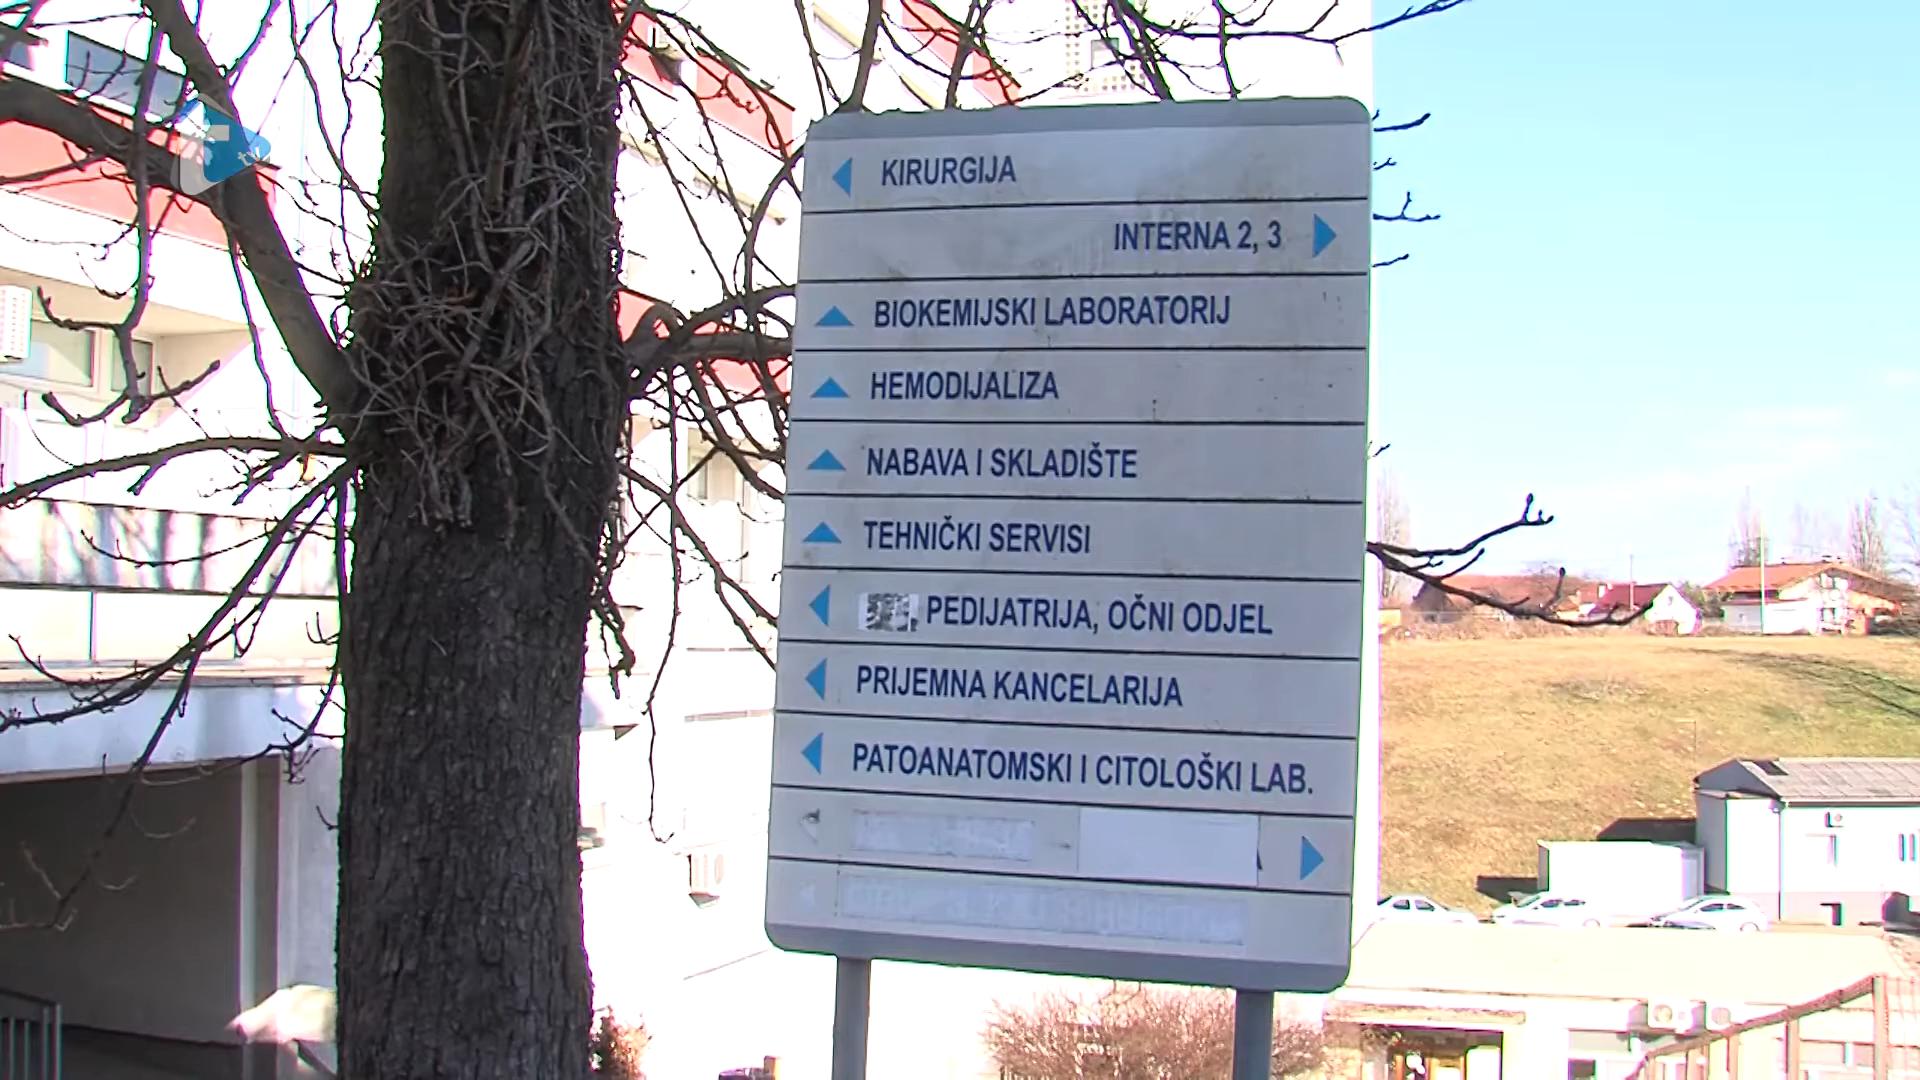 KIRURGIJA
INTERNA 2, 3
BIOKEMIJSKI LABORATORIJ
HEMODIJALIZA
NABAVA I SKLADIŠTE
TEHNIČKI SERVISI
PEDIJATRIJA, OČNI ODJEL
PRIJEMNA KANCELARIJA
PATOANATOMSKI I CITOLOŠKI LAB.